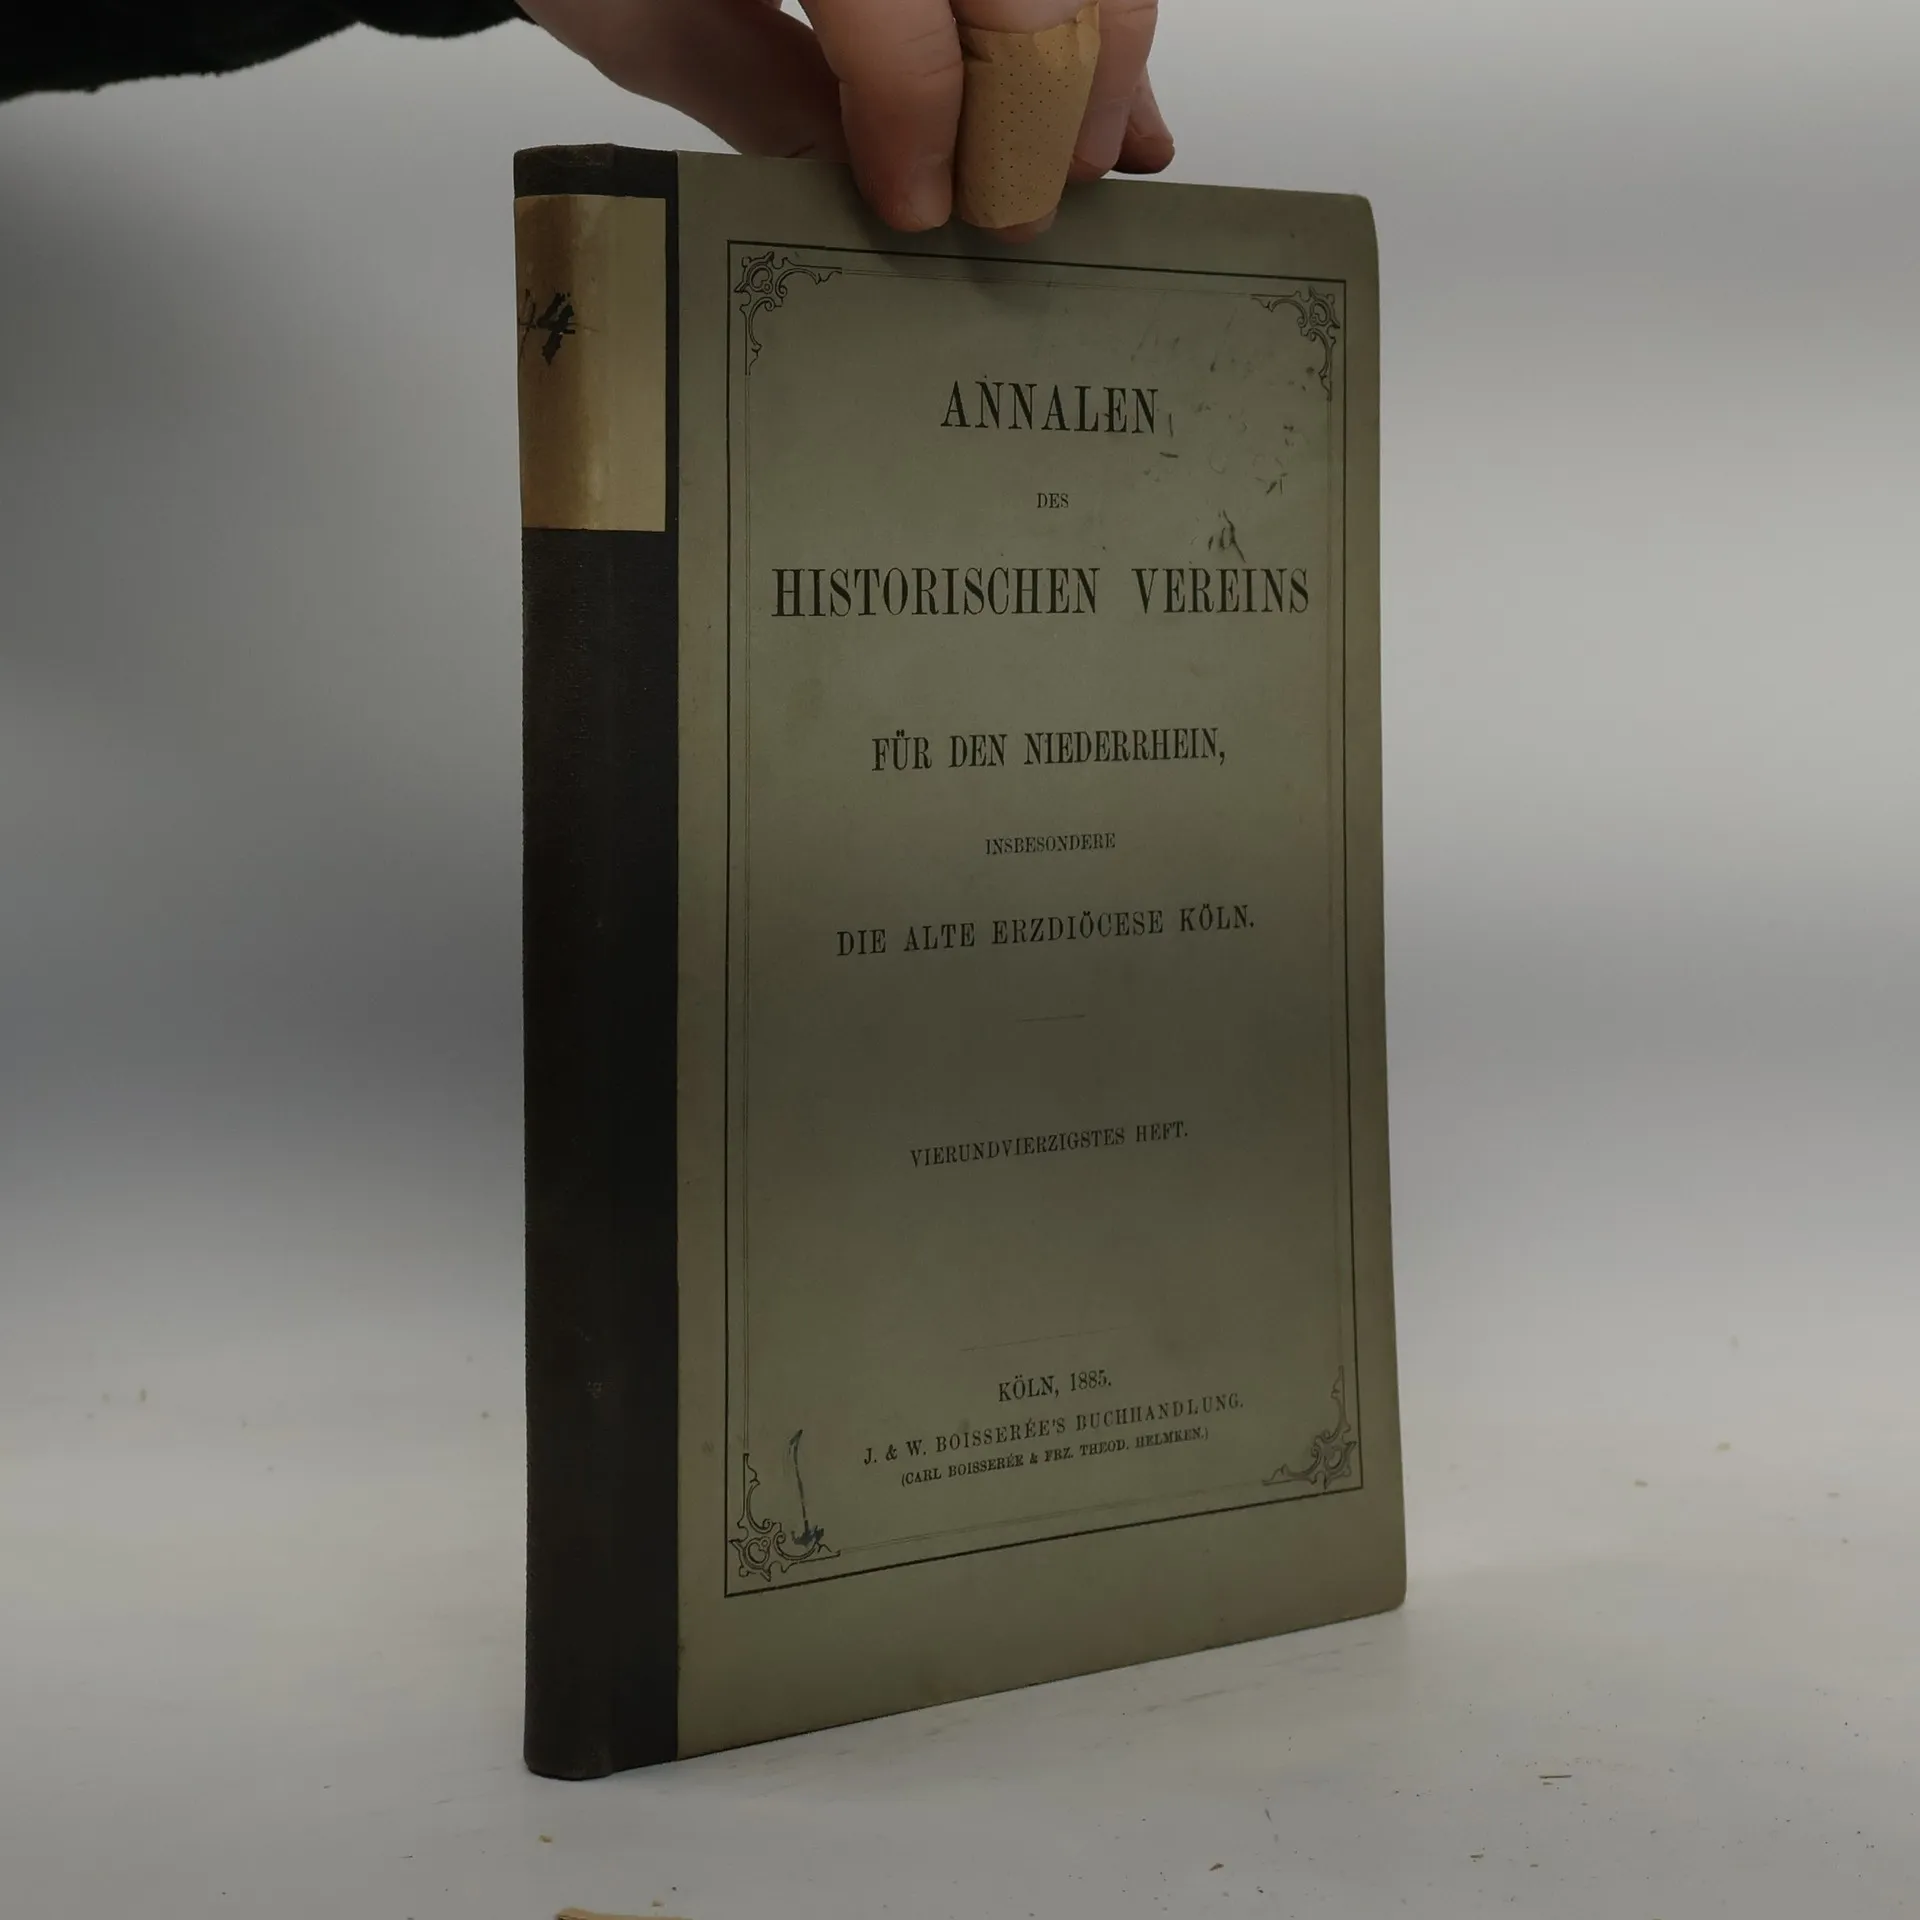 44
ANNALEN
DES
HISTORISCHEN VEREINS
FÜR DEN NIEDERRHEIN,
INSBESONDERE
DIE ALTE ERZDIÖCESE KÖLN.
VIERUNDVIERZIGSTES HEFT.
KÖLN, 1885.
J. & W. BOISSERÉE'S BUCHHANDLUNG.
(CARL BOISSERÉE & FRZ. THEOD. HELMKEN.)